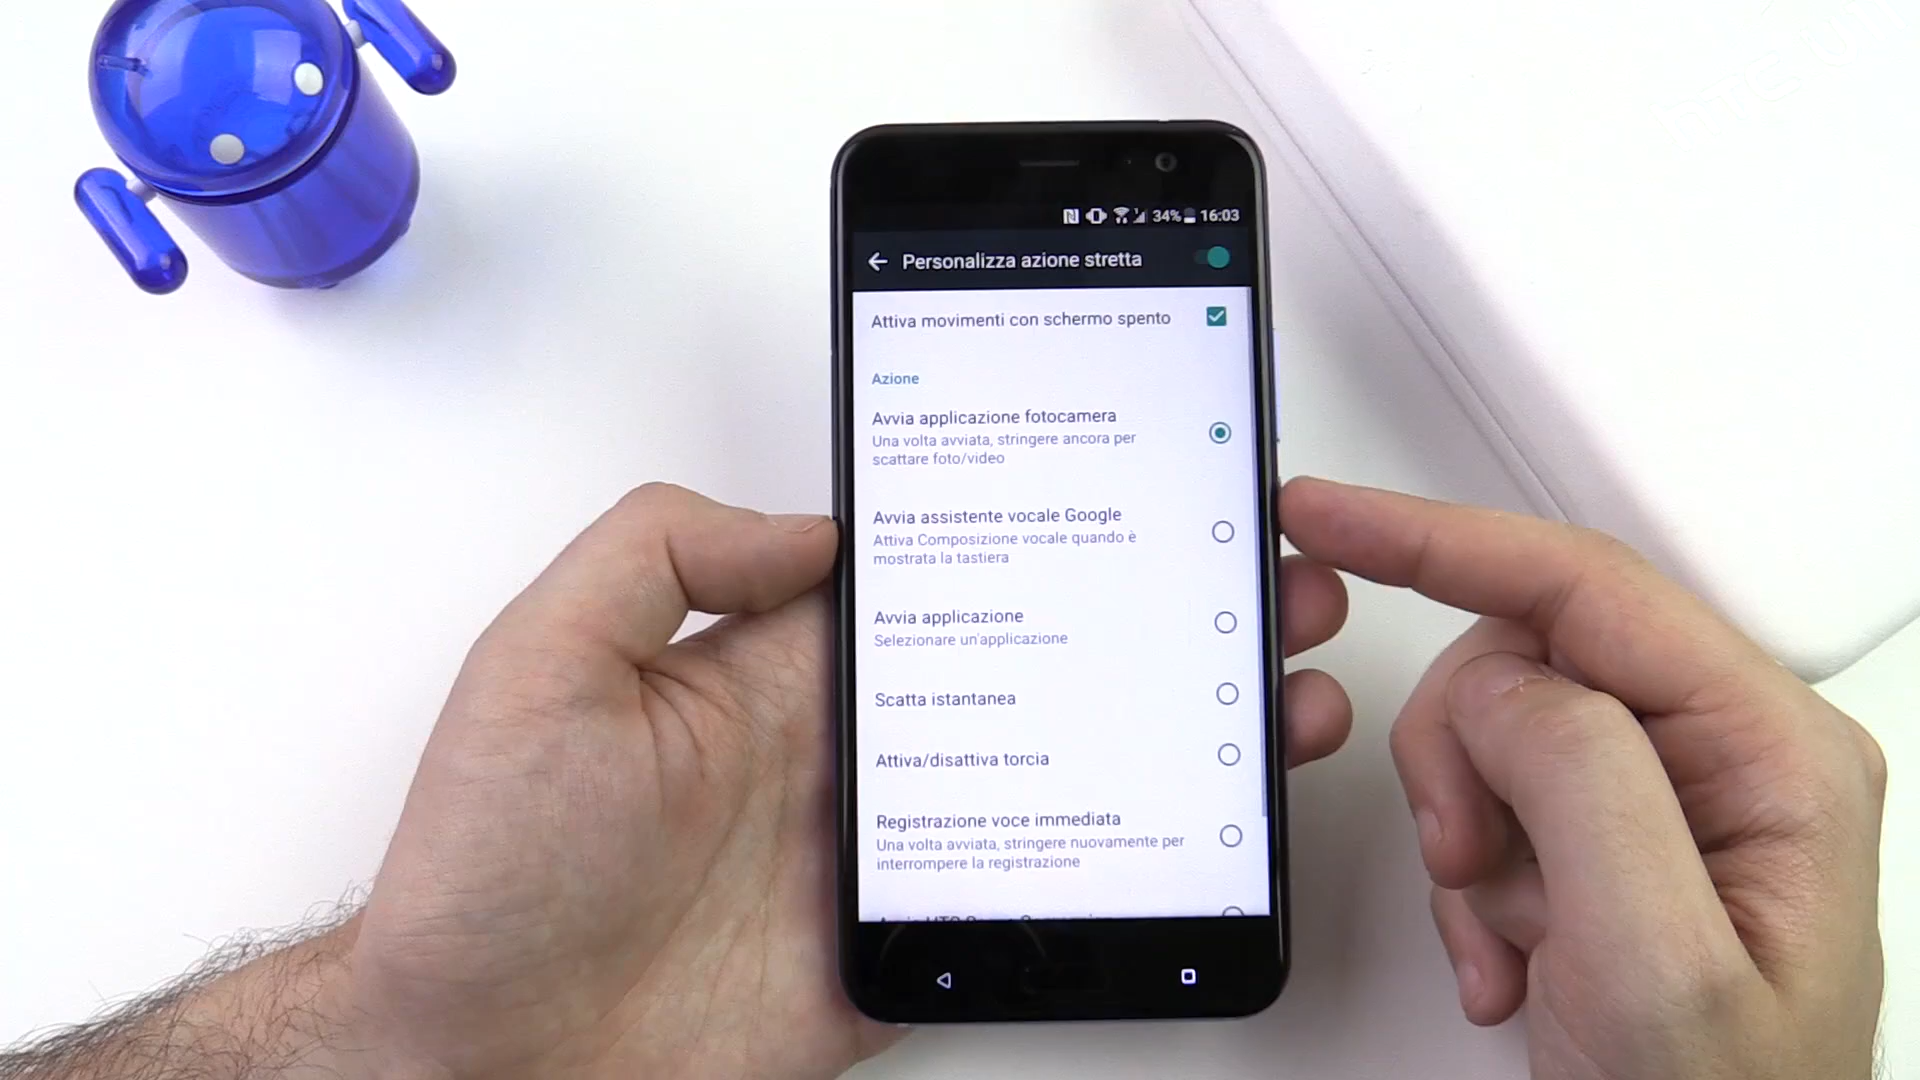 34% 16:03
Personalizza azione stretta
Attiva movimenti con schermo spento
Azione
Avvia applicazione fotocamera
Una volta avviata, stringere ancora per
scattare foto/video
Avvia assistente vocale Google
Attiva Composizione vocale quando è
mostrata la tastiera
Avvia applicazione
Selezionare un'applicazione
Scatta istantanea
Attiva/disattiva torcia
Registrazione voce immediata
Una volta avviata, stringere nuovamente per
interrompere la registrazione